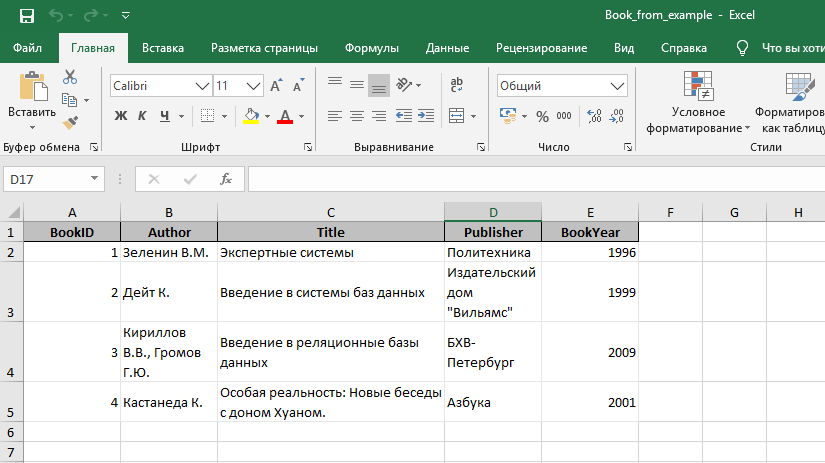 Book_from_example - Excel
Файл Главная Вставка Разметка страницы Формулы Данные Рецензирование Вид Справка Что вы хоти
Вставить
Calibri 11
Ж К Ч А
ab
Общий
% 000
Условное
форматирование
Форматиров
как таблицу
Буфер обмена Шрифт Выравнивание Число Стили
D17 fx
A B C D E F G H
1 BookID Author Title Publisher BookYear
2 1 Зеленин В.М. Экспертные системы Политехника 1996
3 2 Дейт К. Введение в системы баз данных Издательский
дом
"Вильямс" 1999
4 3 Кириллов
В.В., Громов
Г.Ю. Введение в реляционные базы
данных БХВ-
Петербург 2009
5 4 Кастанеда К. Особая реальность: Новые беседы
с доном Хуаном. Азбука 2001
6
7